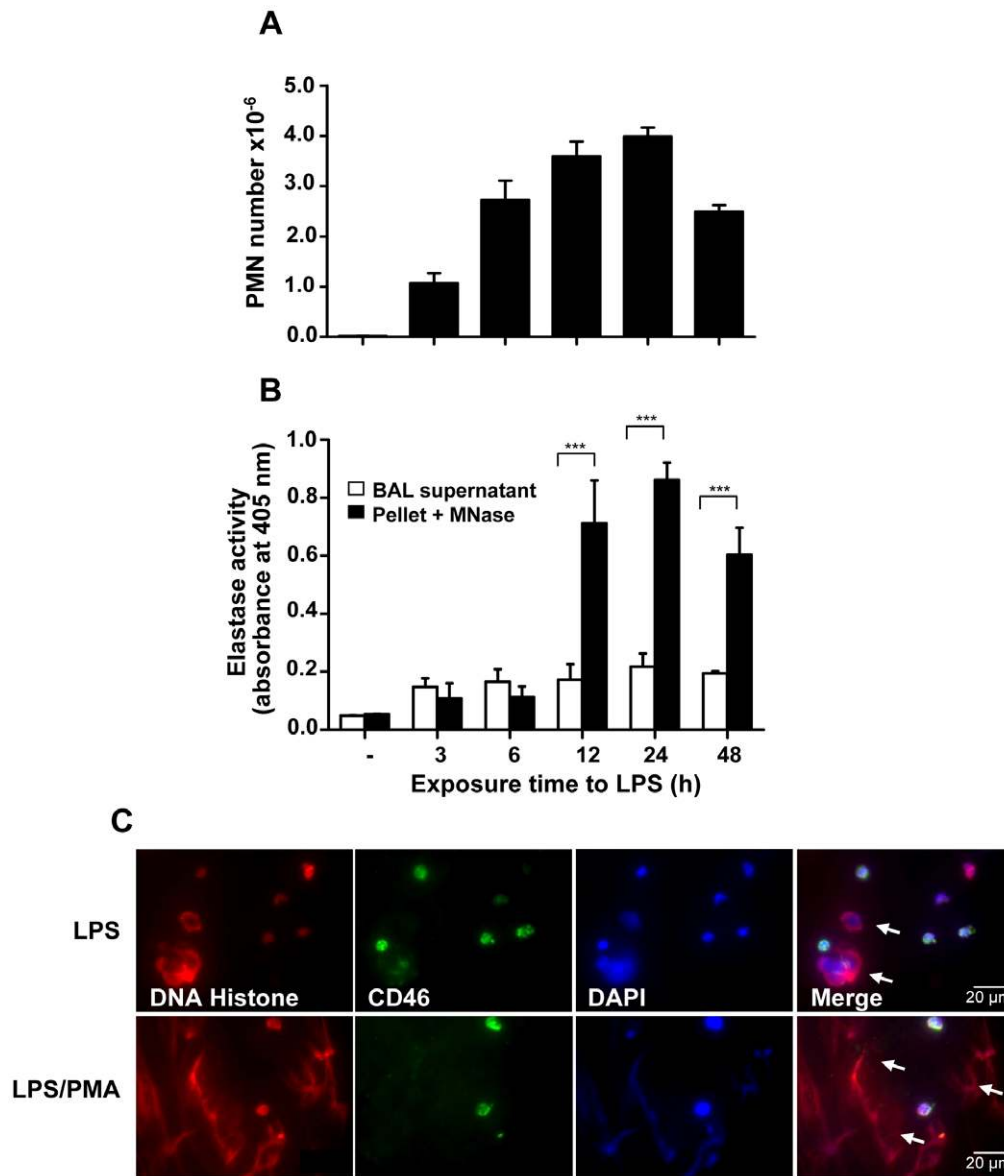 A
PMN number x10⁻⁶
5.0
4.0
3.0
2.0
1.0
0.0
B
Elastase activity
(absorbance at 405 nm)
1.0
0.8
0.6
0.4
0.2
0.0
BAL supernatant
Pellet + MNase
***
***
***
- 3 6 12 24 48
Exposure time to LPS (h)
C
LPS
DNA Histone CD46 DAPI Merge
20 µm
LPS/PMA
20 µm